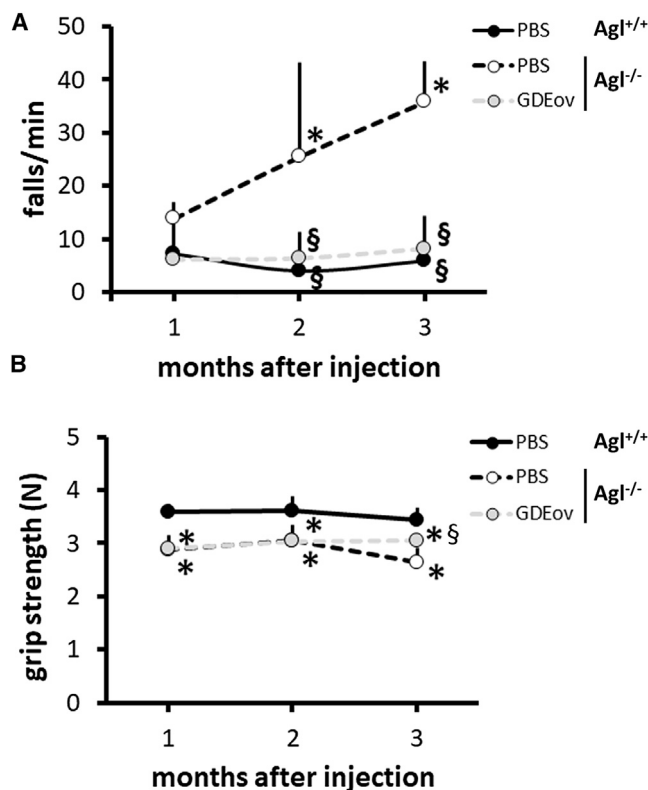 A
50
40
30
20
10
0
falls/min
1 2 3
months after injection
PBS Agl+/+
PBS
GDEov
Agl-/-
*
*
§
§
§
§
B
5
4
3
2
1
0
grip strength (N)
1 2 3
months after injection
PBS Agl+/+
PBS
GDEov
Agl-/-
*
*
*
*
* §
*